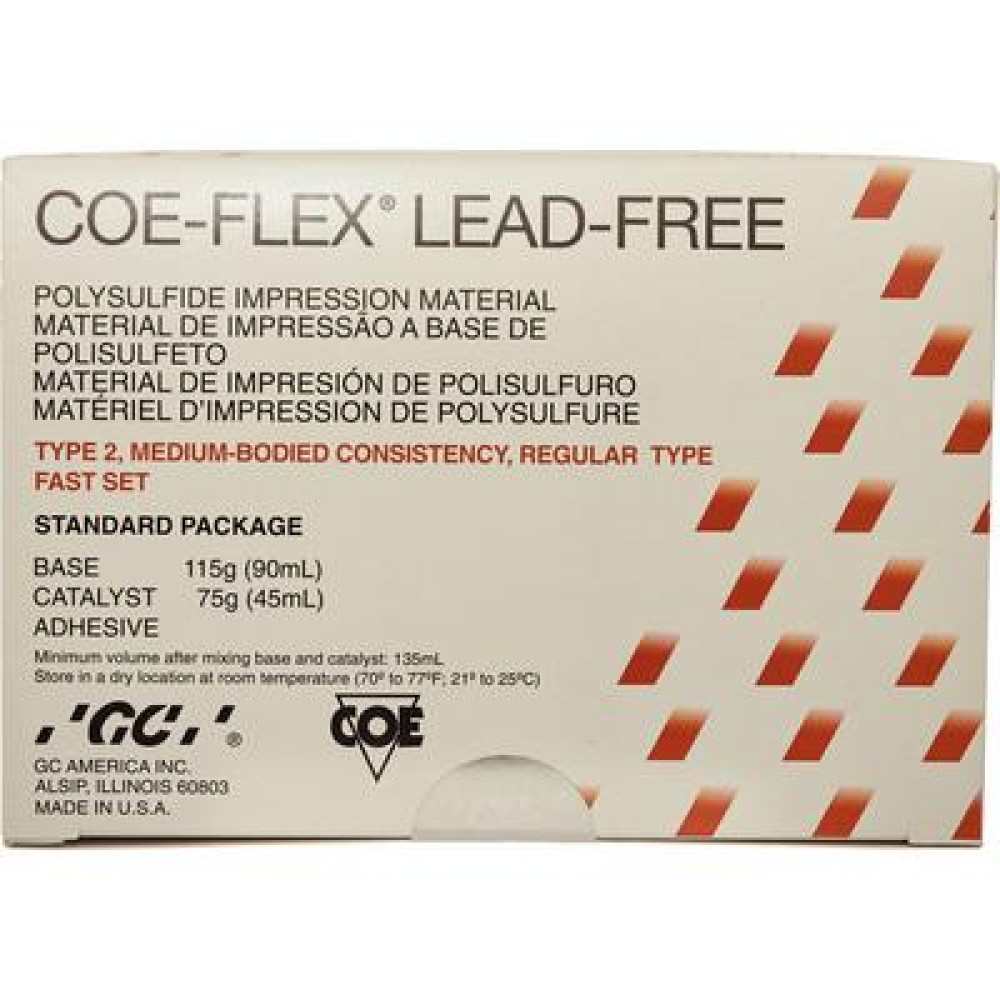 COE-FLEX® LEAD-FREE
POLYSULFIDE IMPRESSION MATERIAL
MATERIAL DE IMPRESSÃO A BASE DE
POLISULFETO
MATERIAL DE IMPRESIÓN DE POLISULFURO
MATÉRIEL D'IMPRESSION DE POLYSULFURE
TYPE 2, MEDIUM-BODIED CONSISTENCY, REGULAR TYPE
FAST SET
STANDARD PACKAGE
BASE 115g (90mL)
CATALYST 75g (45mL)
ADHESIVE
Minimum volume after mixing base and catalyst: 135mL
Store in a dry location at room temperature (70º to 77ºF; 21º to 25ºC)
GC® COE
GC AMERICA INC.
ALSIP, ILLINOIS 60803
MADE IN U.S.A.